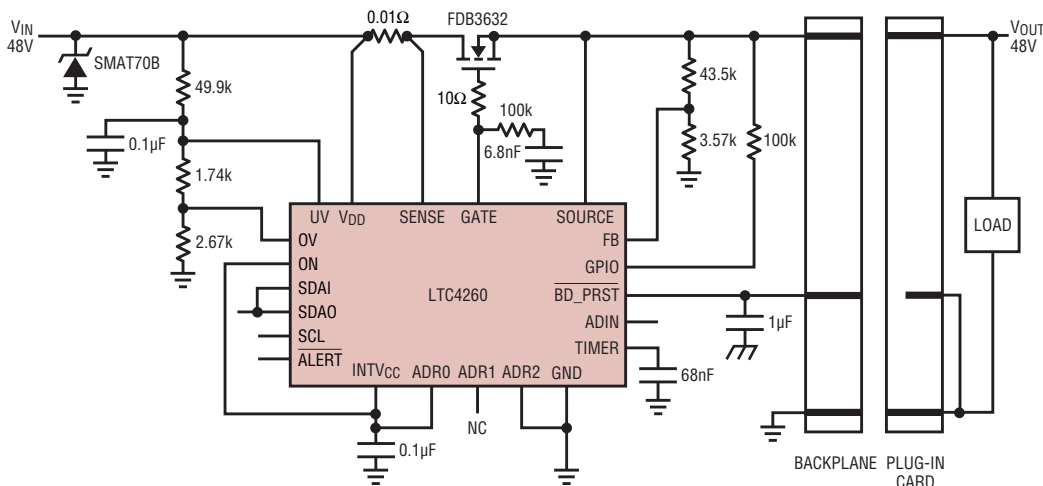 0.01Ω
FDB3632
VIN
48V
VOUT
48V
SMAT70B
49.9k
43.5k
10Ω
100k
0.1µF
6.8nF
3.57k
100k
1.74k
UV
VDD
SENSE
GATE
SOURCE
LOAD
2.67k
OV
FB
ON
GPIO
SDAI
LTC4260
BD_PRST
SDAO
1µF
SCL
ADIN
ALERT
TIMER
INTVCC
ADR0
ADR1
ADR2
GND
68nF
NC
0.1µF
BACKPLANE
PLUG-IN
CARD